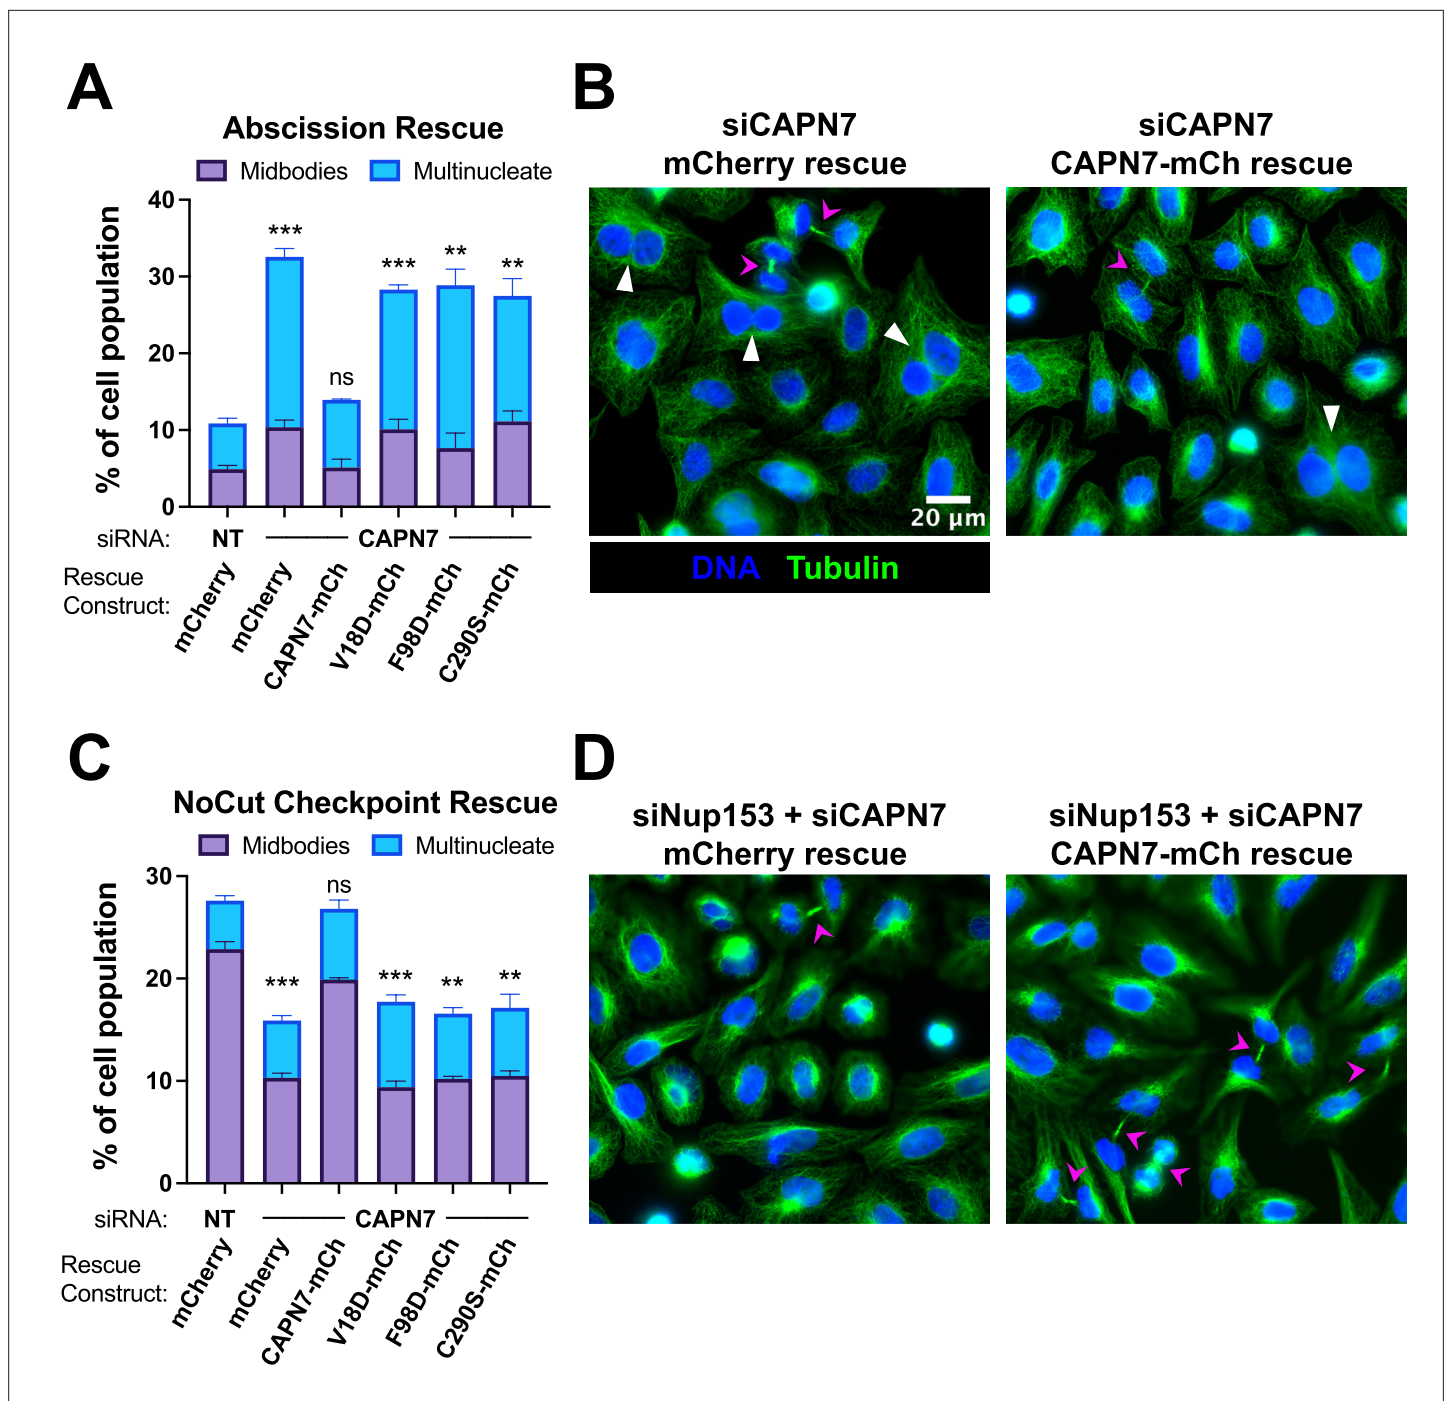 A
Abscission Rescue
Midbodies Multinucleate
% of cell population
40
30
20
10
0
***
ns
***
**
**
siRNA: NT CAPN7
Rescue
Construct:
mCherry
mCherry
CAPN7-mCh
V18D-mCh
F98D-mCh
C290S-mCh
B
siCAPN7
mCherry rescue
siCAPN7
CAPN7-mCh rescue
20 µm
DNA Tubulin
C
NoCut Checkpoint Rescue
Midbodies Multinucleate
% of cell population
30
20
10
0
***
ns
***
**
**
siRNA: NT CAPN7
Rescue
Construct:
mCherry
mCherry
CAPN7-mCh
V18D-mCh
F98D-mCh
C290S-mCh
D
siNup153 + siCAPN7
mCherry rescue
siNup153 + siCAPN7
CAPN7-mCh rescue